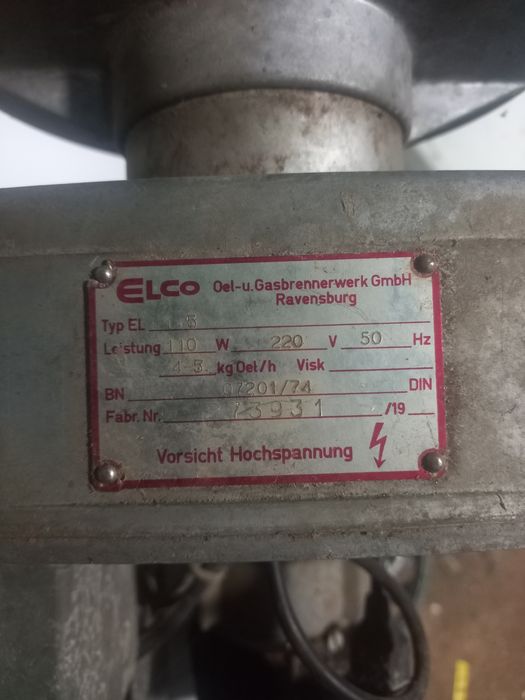 ELCO Oel-u.Gasbrennerwerk GmbH
Ravensburg
Typ EL 5
Leistung 110 W 220 V 50 Hz
4-5 kg Oel/h Visk
BN 07201/74 DIN
Fabr. Nr. /19
Vorsicht Hochspannung